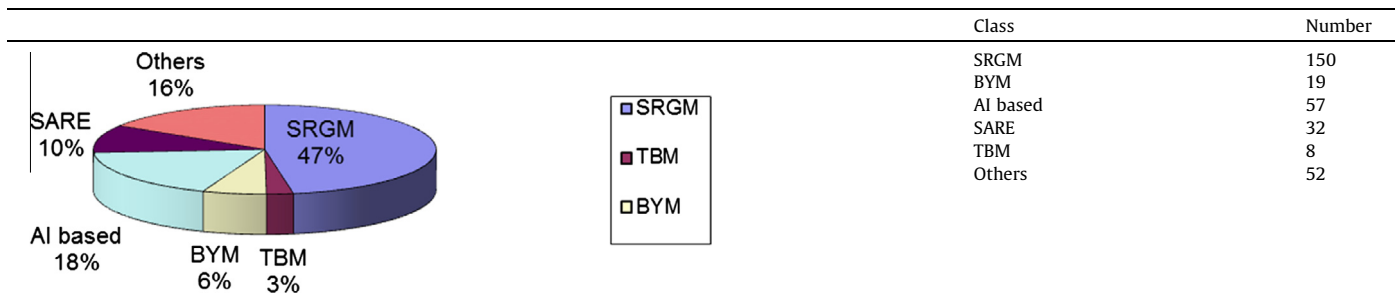 Class Number
SRGM 150
BYM 19
AI based 57
SARE 32
TBM 8
Others 52
Others
16%
SARE
10%
SRGM
47%
AI based
18%
BYM
6%
TBM
3%
SRGM
TBM
BYM